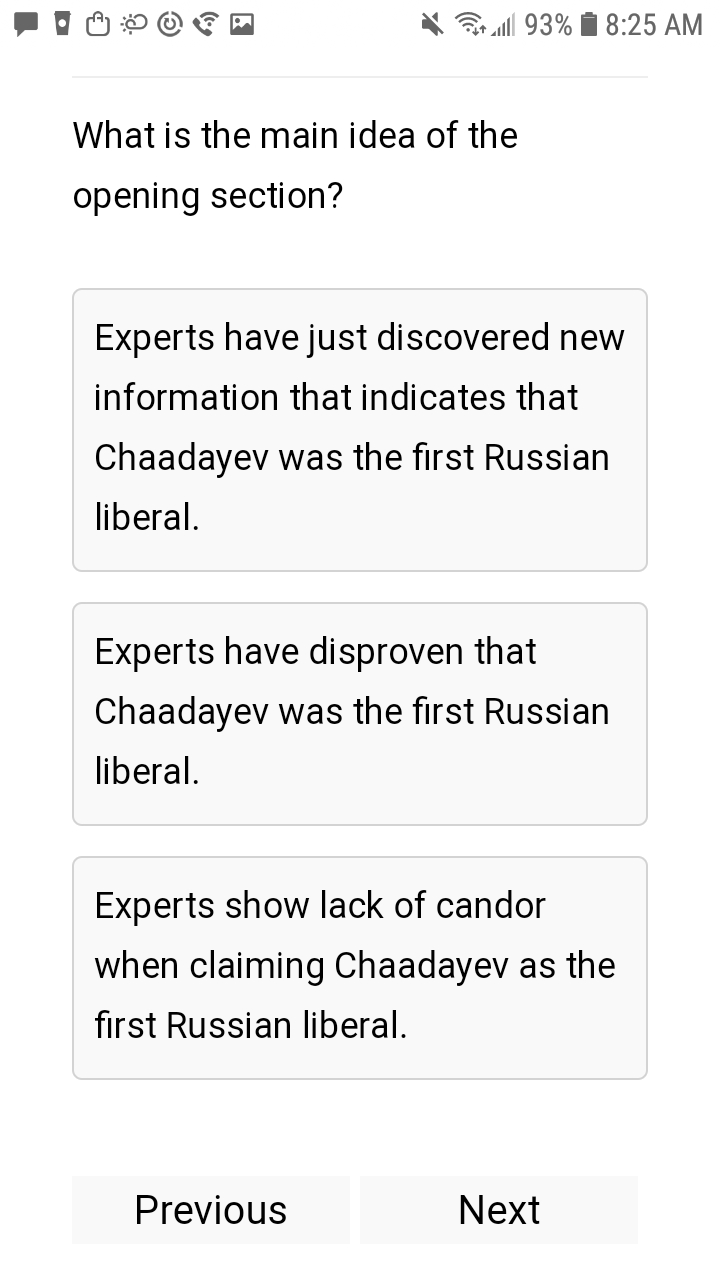 93% 8:25 AM
What is the main idea of the
opening section?
Experts have just discovered new
information that indicates that
Chaadayev was the first Russian
liberal.
Experts have disproven that
Chaadayev was the first Russian
liberal.
Experts show lack of candor
when claiming Chaadayev as the
first Russian liberal.
Previous Next